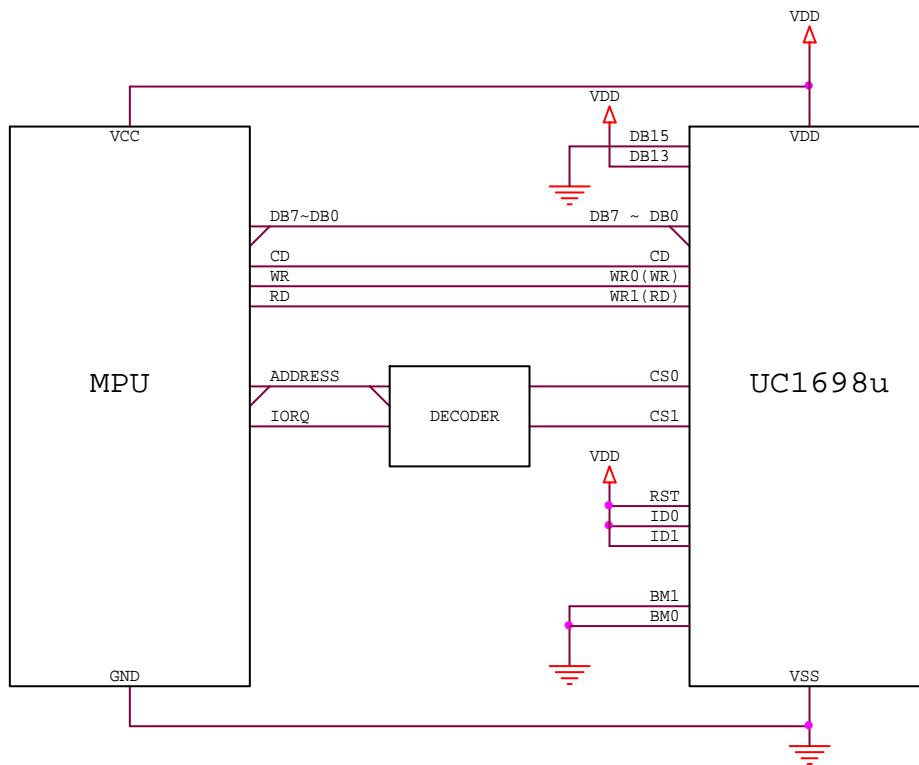 VDD
VDD
VCC
DB15
VDD
DB13
DB7~DB0
DB7 ~ DB0
CD
CD
WR
WR0(WR)
RD
WR1(RD)
MPU
ADDRESS
CS0
UC1698u
IORQ
DECODER
CS1
VDD
RST
ID0
ID1
BM1
BM0
GND
VSS